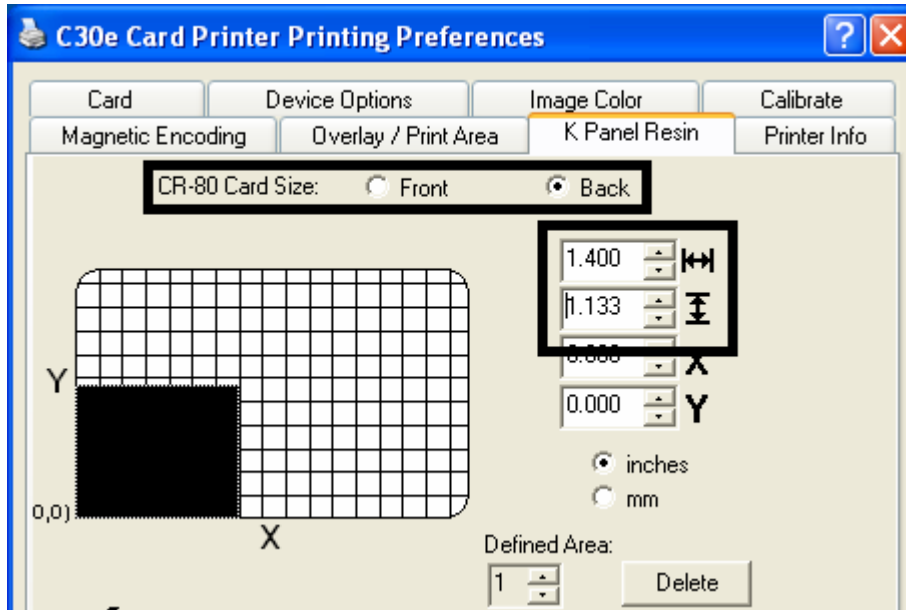 C30e Card Printer Printing Preferences
Card Device Options Image Color Calibrate
Magnetic Encoding Overlay / Print Area K Panel Resin Printer Info
CR-80 Card Size: Front Back
1.400
1.133
0.000 X
Y
0.000 Y
inches
mm
0,0)
X
Defined Area:
1 Delete